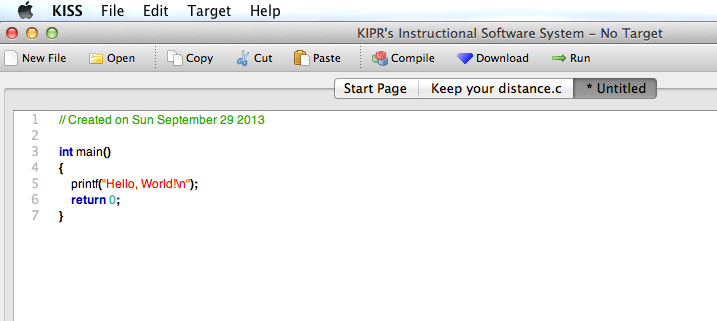 KISS File Edit Target Help
KIPR's Instructional Software System – No Target
New File Open Copy Cut Paste Compile Download Run
Start Page Keep your distance.c * Untitled
1 // Created on Sun September 29 2013
2
3 int main()
4 {
5 printf("Hello, World!\n");
6 return 0;
7 }